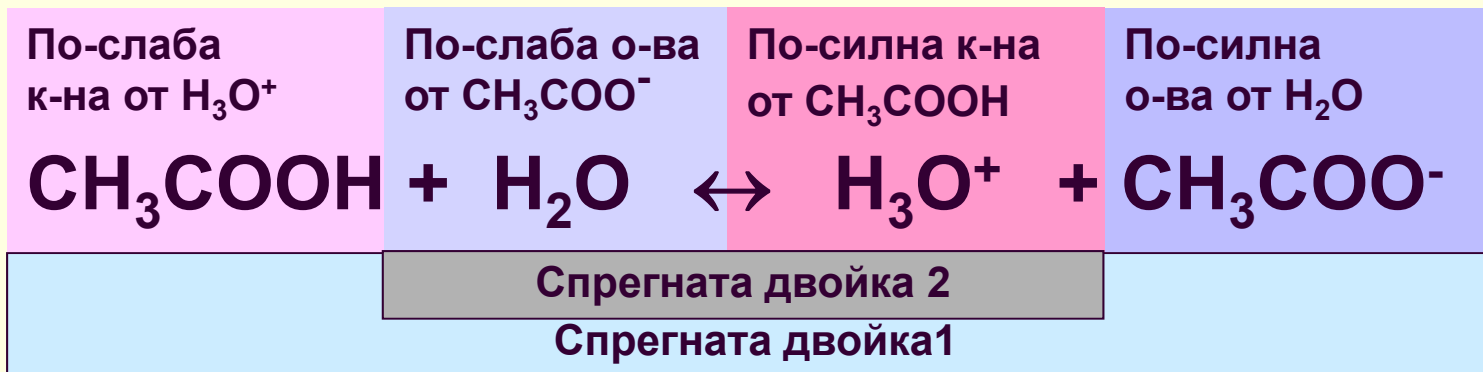 По-слаба
к-на от H₃O⁺
По-слаба о-ва
от CH₃COO⁻
По-силна к-на
от CH₃COOH
По-силна
о-ва от H₂O
CH₃COOH + H₂O ↔ H₃O⁺ + CH₃COO⁻
Спрегната двойка 2
Спрегната двойка1